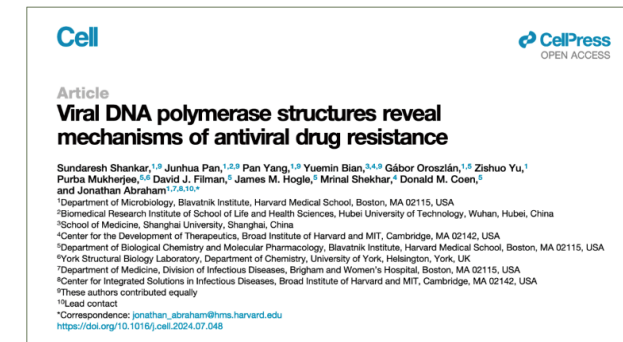 Cell
CellPress
OPEN ACCESS
Article
Viral DNA polymerase structures reveal
mechanisms of antiviral drug resistance
Sundaresh Shankar,1,9 Junhua Pan,1,2,9 Pan Yang,1,9 Yuemin Bian,3,4,9 Gábor Oroszlán,1,5 Zishuo Yu,1
Purba Mukherjee,5,6 David J. Filman,5 James M. Hogle,5 Mrinal Shekhar,4 Donald M. Coen,5
and Jonathan Abraham1,7,8,10,*
1Department of Microbiology, Blavatnik Institute, Harvard Medical School, Boston, MA 02115, USA
2Biomedical Research Institute of School of Life and Health Sciences, Hubei University of Technology, Wuhan, Hubei, China
3School of Medicine, Shanghai University, Shanghai, China
4Center for the Development of Therapeutics, Broad Institute of Harvard and MIT, Cambridge, MA 02142, USA
5Department of Biological Chemistry and Molecular Pharmacology, Blavatnik Institute, Harvard Medical School, Boston, MA 02115, USA
6York Structural Biology Laboratory, Department of Chemistry, University of York, Helsington, York, UK
7Department of Medicine, Division of Infectious Diseases, Brigham and Women's Hospital, Boston, MA 02115, USA
8Center for Integrated Solutions in Infectious Diseases, Broad Institute of Harvard and MIT, Cambridge, MA 02142, USA
9These authors contributed equally
10Lead contact
*Correspondence: jonathan_abraham@hms.harvard.edu
https://doi.org/10.1016/j.cell.2024.07.048